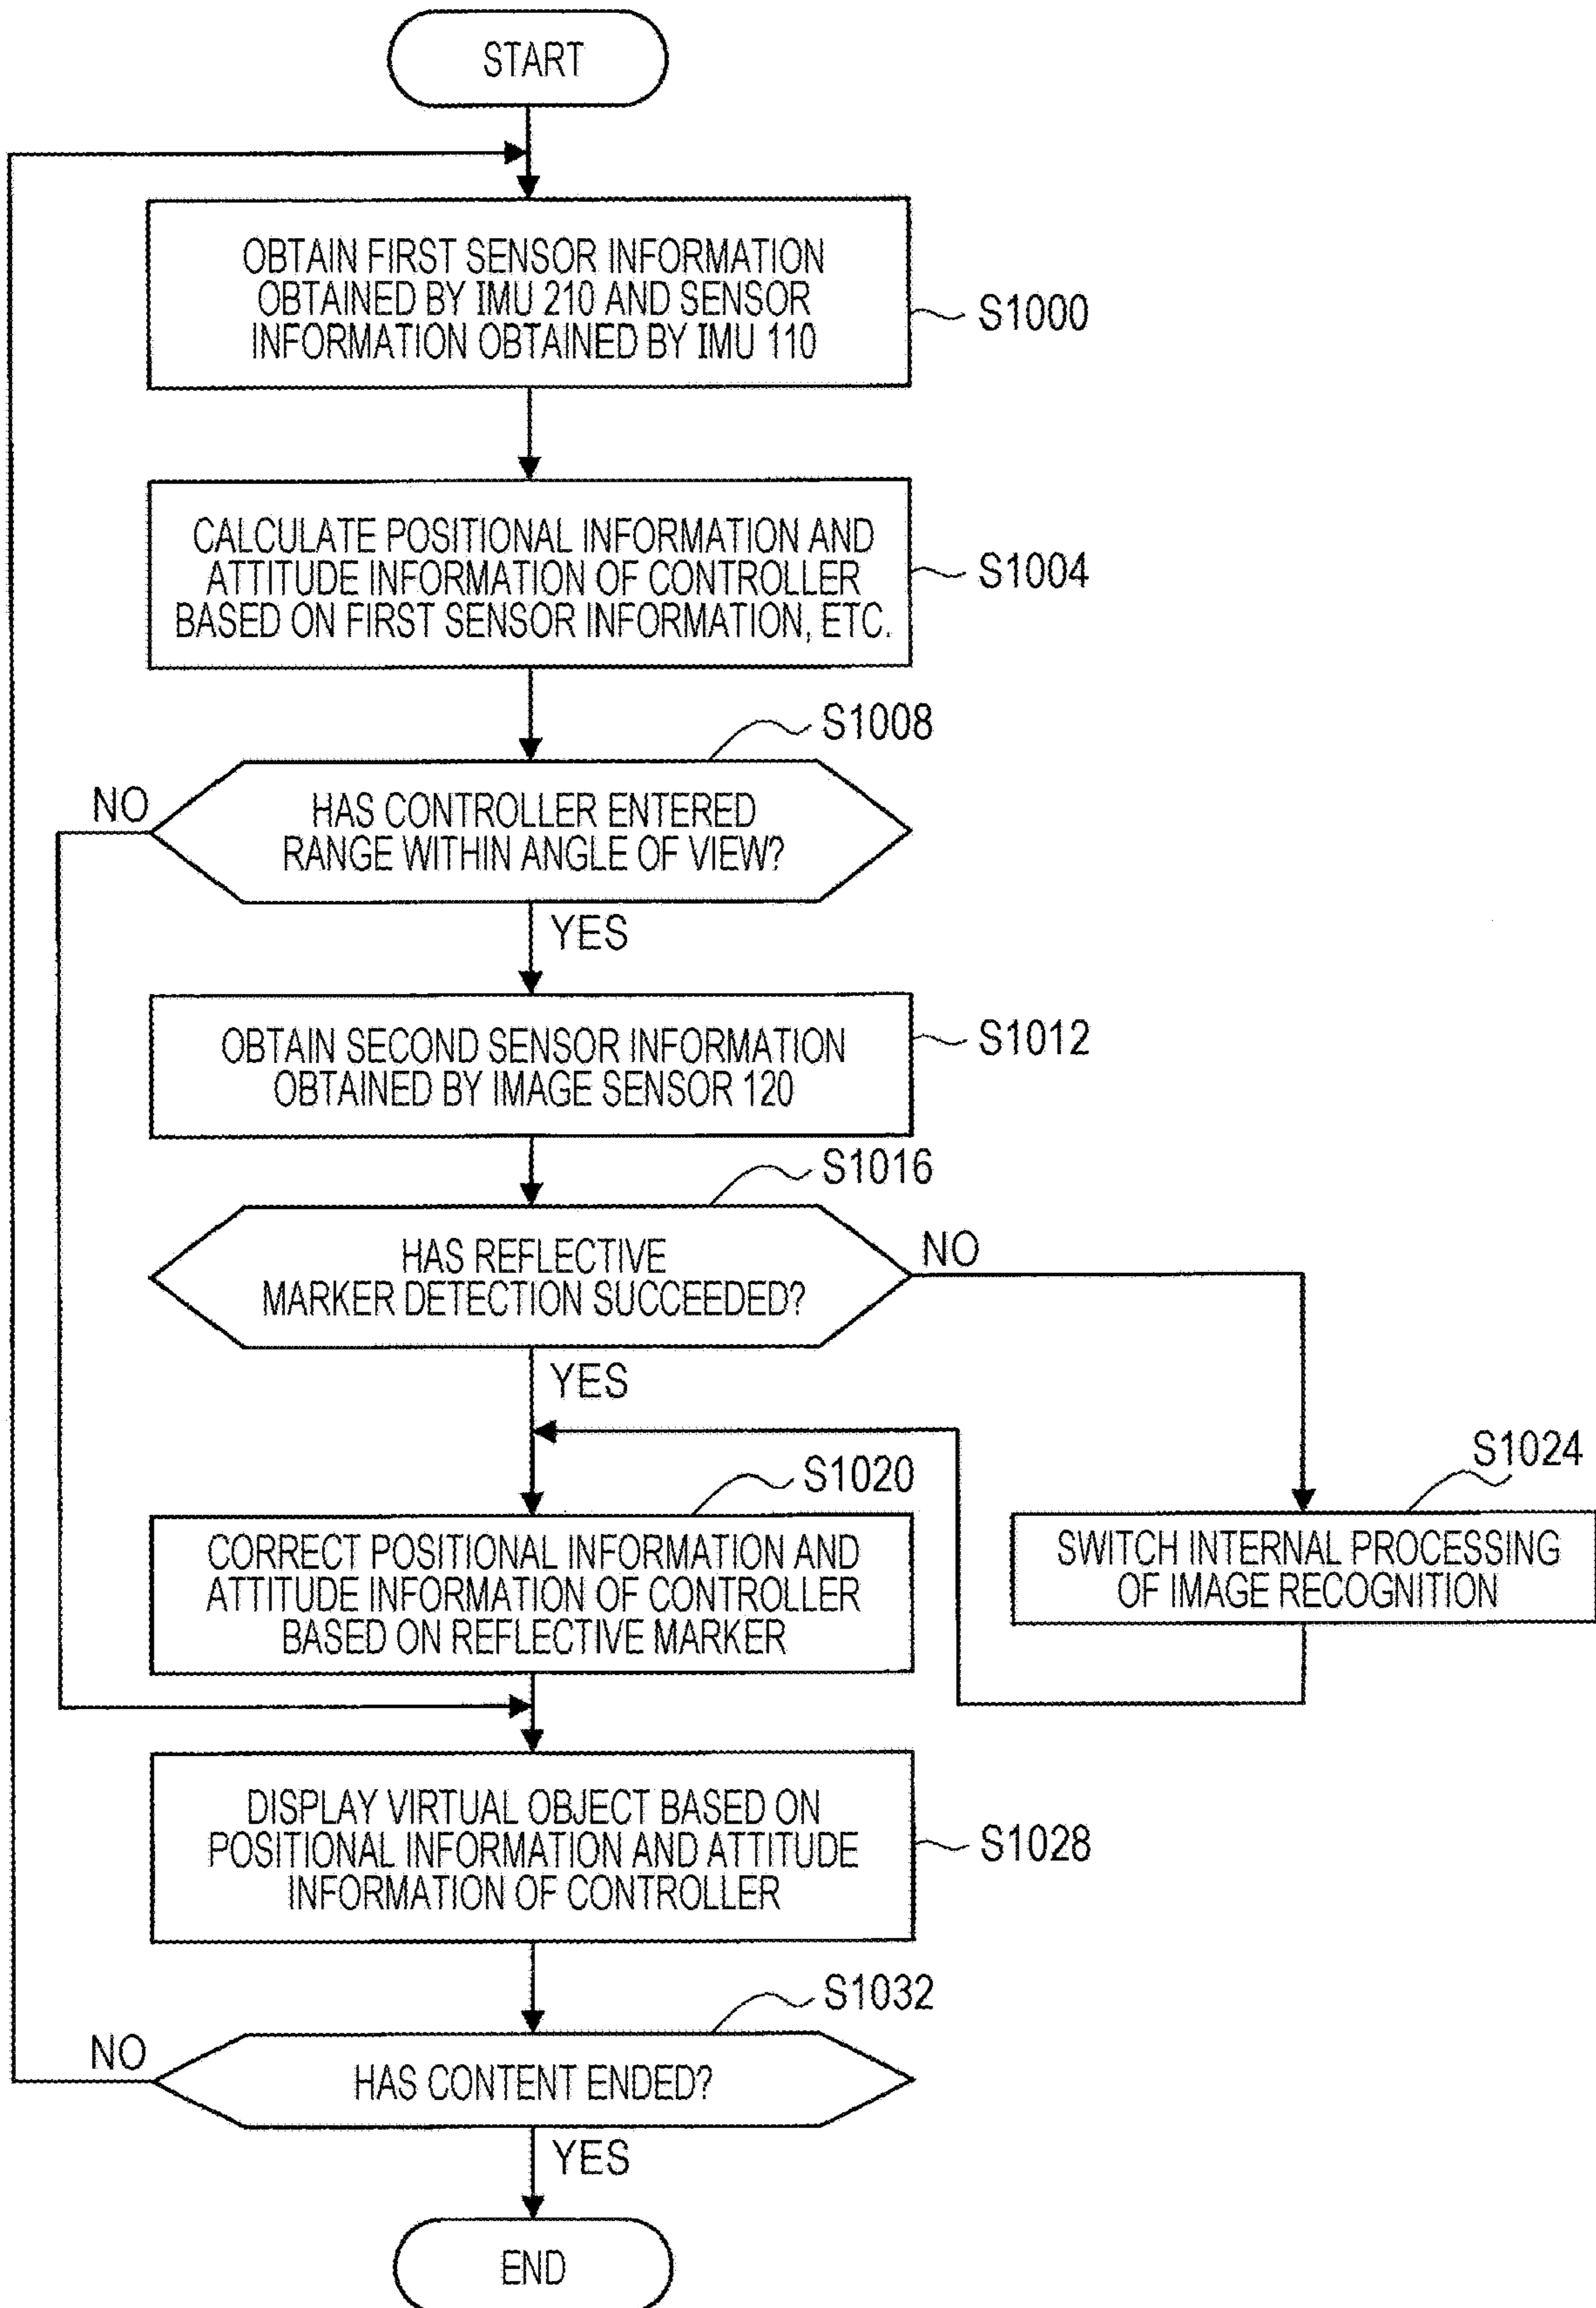 START
OBTAIN FIRST SENSOR INFORMATION
OBTAINED BY IMU 210 AND SENSOR
INFORMATION OBTAINED BY IMU 110
S1000
CALCULATE POSITIONAL INFORMATION AND
ATTITUDE INFORMATION OF CONTROLLER
BASED ON FIRST SENSOR INFORMATION, ETC.
S1004
S1008
NO
HAS CONTROLLER ENTERED
RANGE WITHIN ANGLE OF VIEW?
YES
OBTAIN SECOND SENSOR INFORMATION
OBTAINED BY IMAGE SENSOR 120
S1012
S1016
HAS REFLECTIVE
MARKER DETECTION SUCCEEDED?
NO
YES
S1020
CORRECT POSITIONAL INFORMATION AND
ATTITUDE INFORMATION OF CONTROLLER
BASED ON REFLECTIVE MARKER
S1024
SWITCH INTERNAL PROCESSING
OF IMAGE RECOGNITION
DISPLAY VIRTUAL OBJECT BASED ON
POSITIONAL INFORMATION AND ATTITUDE
INFORMATION OF CONTROLLER
S1028
S1032
NO
HAS CONTENT ENDED?
YES
END